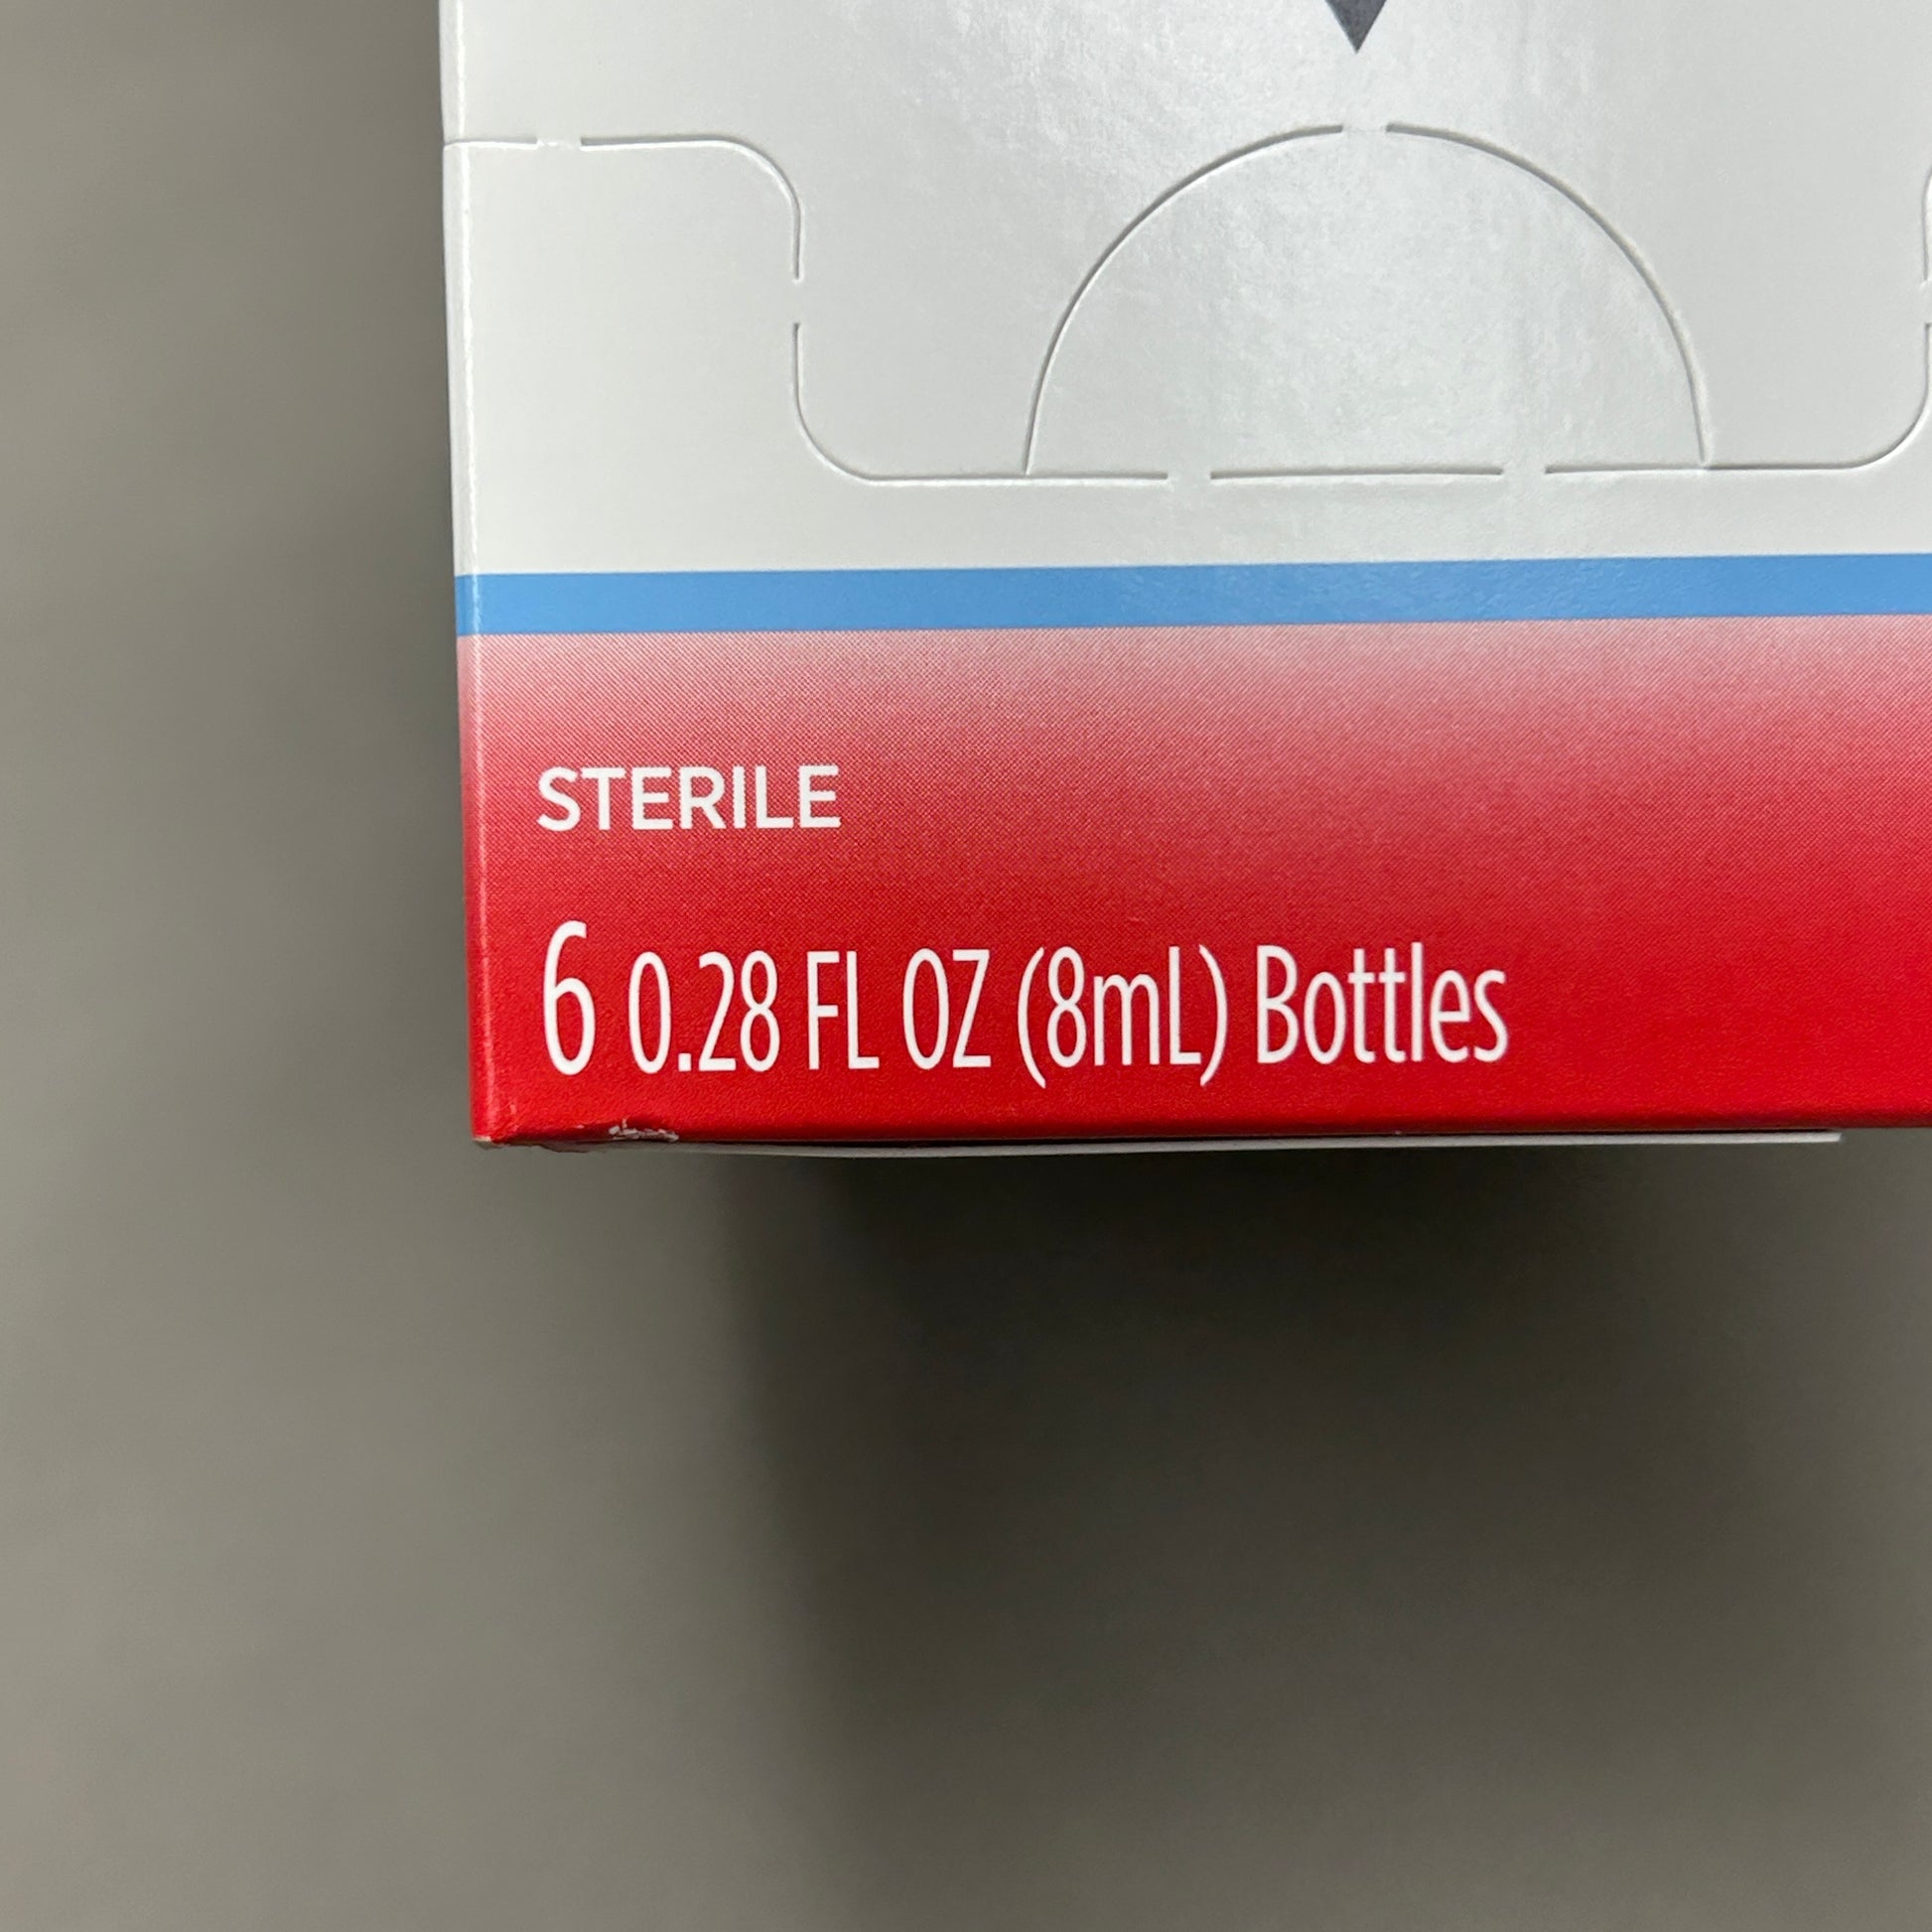 STERILE
6 0.28 FL OZ (8mL) Bottles